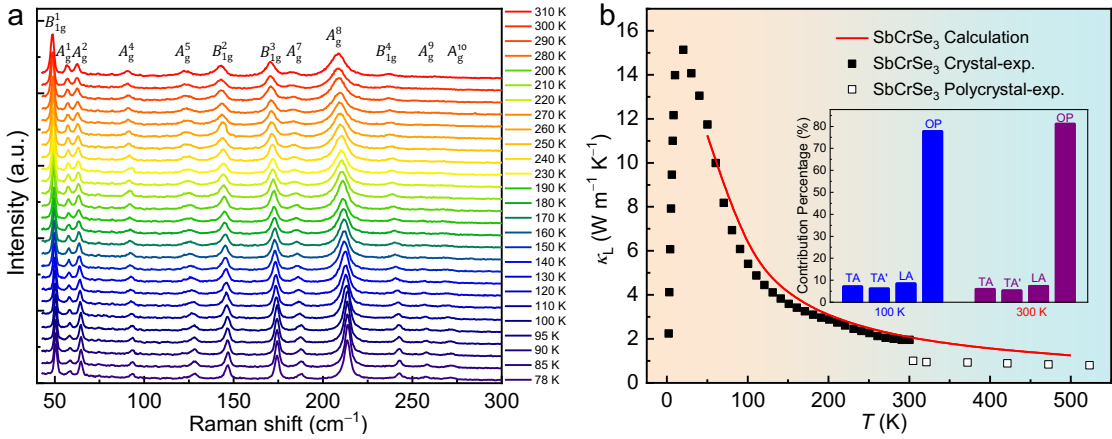 a
B¹1g A¹g A²g A⁴g A⁵g B²1g B³1g A⁷g A⁸g B⁴1g A⁹g A¹⁰g
310 K
300 K
290 K
280 K
200 K
210 K
220 K
270 K
260 K
250 K
240 K
230 K
190 K
180 K
170 K
160 K
150 K
140 K
130 K
120 K
110 K
100 K
95 K
90 K
85 K
78 K
Intensity (a.u.)
50 100 150 200 250 300
Raman shift (cm⁻¹)
b
SbCrSe₃ Calculation
SbCrSe₃ Crystal-exp.
SbCrSe₃ Polycrystal-exp.
κL (W m⁻¹ K⁻¹)
16
14
12
10
8
6
4
2
0
0 100 200 300 400 500
T (K)
Contribution Percentage (%)
80
70
60
50
40
30
20
10
0
TA TA' LA OP
TA TA' LA OP
100 K 300 K